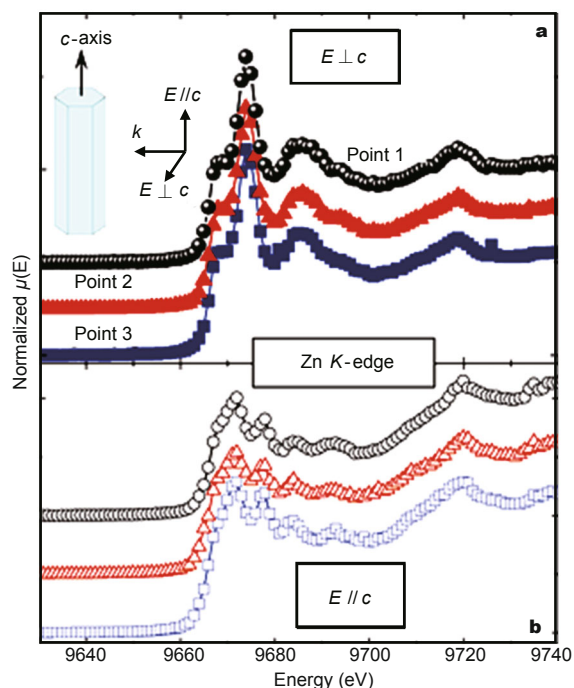 a
c-axis
E ⊥ c
E//c
k
E ⊥ c
Point 1
Point 2
Point 3
Zn K-edge
E // c
b
Normalized μ(E)
9640 9660 9680 9700 9720 9740
Energy (eV)